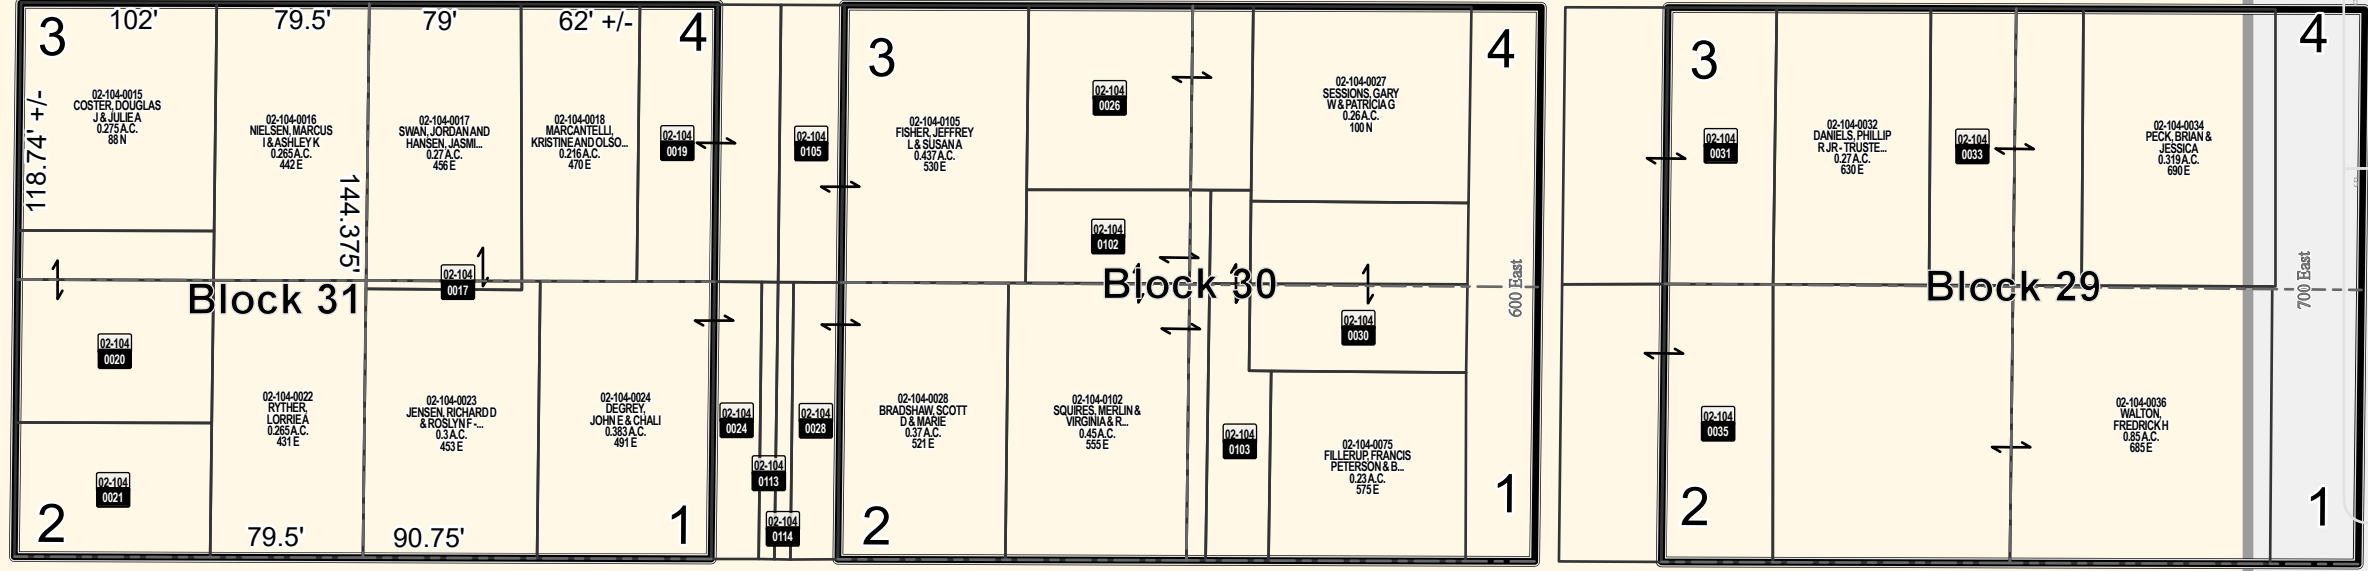 3
102'
79.5'
79'
62' +/-
4
118.74' +/-
02-104-0015
COSTER, DOUGLAS
J & JULIE A
0.275 A.C.
88 N
02-104-0016
NIELSEN, MARCUS
I & ASHLEY K
0.265 A.C.
442 E
144.375'
02-104-0017
SWAN, JORDAN AND
HANSEN, JASMI...
0.27 A.C.
456 E
02-104-0018
MARCANTELLI,
KRISTINE AND OLSO...
0.216 A.C.
470 E
02-104
0019
02-104
0017
Block 31
02-104
0020
02-104
0021
02-104-0022
RYTHER,
LORRIE A
0.265 A.C.
431 E
02-104-0023
JENSEN, RICHARD D
& ROSLYN F -...
0.3 A.C.
453 E
02-104-0024
DEGREY,
JOHN E & CHALI
0.383 A.C.
491 E
2
79.5'
90.75'
1
02-104
0105
02-104
0024
02-104
0028
02-104
0113
02-104
0114
3
4
02-104-0105
FISHER, JEFFREY
L & SUSAN A
0.437 A.C.
530 E
02-104
0026
02-104-0027
SESSIONS, GARY
W & PATRICIA G
0.26 A.C.
100 N
02-104
0102
Block 30
600 East
02-104
0030
02-104-0028
BRADSHAW, SCOTT
D & MARIE
0.37 A.C.
521 E
02-104-0102
SQUIRES, MERLIN &
VIRGINIA & R...
0.45 A.C.
555 E
02-104
0103
02-104-0075
FILLERUP, FRANCIS
PETERSON & B...
0.23 A.C.
575 E
2
1
3
4
02-104
0031
02-104-0032
DANIELS, PHILLIP
R JR - TRUSTE...
0.27 A.C.
630 E
02-104
0033
02-104-0034
PECK, BRIAN &
JESSICA
0.319 A.C.
690 E
Block 29
700 East
02-104
0035
02-104-0036
WALTON,
FREDRICK H
0.85 A.C.
685 E
2
1